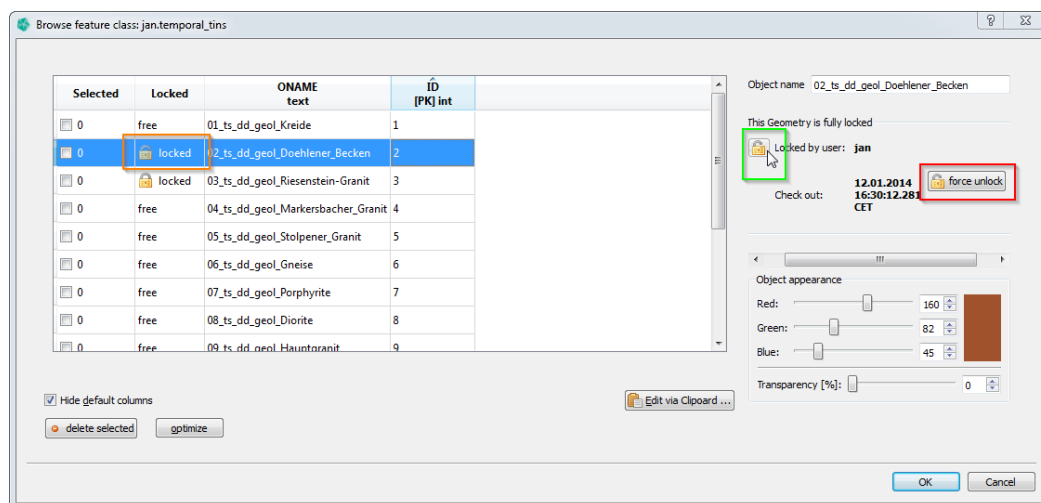 Browse feature class: jan.temporal_tins
Selected Locked ONAME text ID [PK] int
0 free 01_ts_dd_geol_Kreide 1
0 locked 02_ts_dd_geol_Doehlener_Becken 2
0 locked 03_ts_dd_geol_Riesenstein-Granit 3
0 free 04_ts_dd_geol_Markersbacher_Granit 4
0 free 05_ts_dd_geol_Stolpener_Granit 5
0 free 06_ts_dd_geol_Gneise 6
0 free 07_ts_dd_geol_Porphyrite 7
0 free 08_ts_dd_geol_Diorite 8
0 free 09_ts_dd_geol_Hauptgranit 9
Hide default columns
Edit via Clipoard ...
delete selected optimize
Object name 02_ts_dd_geol_Doehlener_Becken
This Geometry is fully locked
Locked by user: jan
Check out: 12.01.2014 16:30:12.281 CET
force unlock
Object appearance
Red: 160
Green: 82
Blue: 45
Transparency [%]: 0
OK Cancel